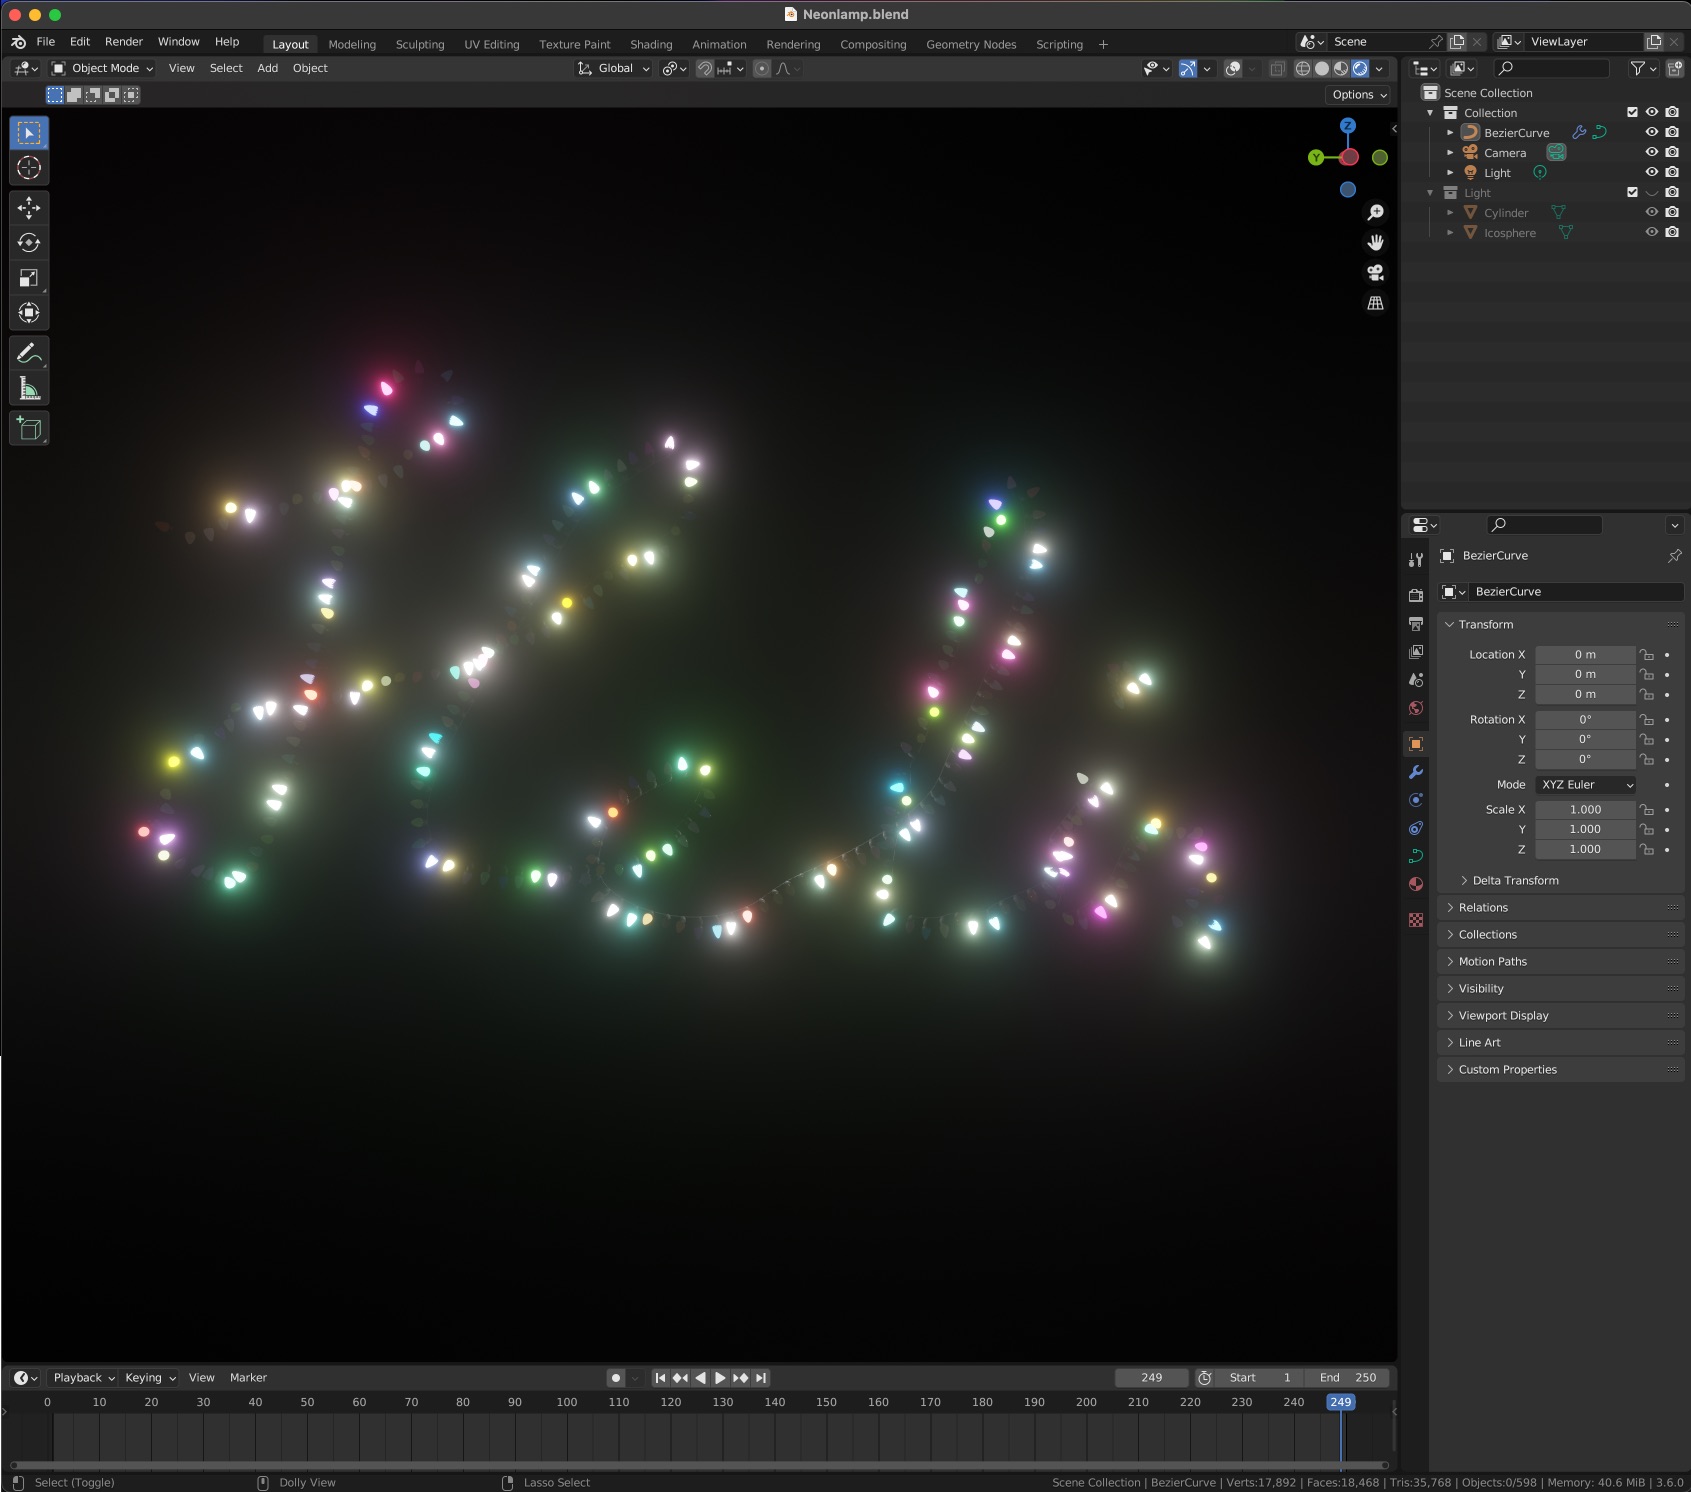 Neonlamp.blend
File Edit Render Window Help Layout Modeling Sculpting UV Editing Texture Paint Shading Animation Rendering Compositing Geometry Nodes Scripting + Scene ViewLayer
Object Mode View Select Add Object Global
Options
Z
Y
Scene Collection
Collection
BezierCurve
Camera
Light
Light
Cylinder
Icosphere
BezierCurve
BezierCurve
Transform
Location X 0 m
Y 0 m
Z 0 m
Rotation X 0°
Y 0°
Z 0°
Mode XYZ Euler
Scale X 1.000
Y 1.000
Z 1.000
Delta Transform
Relations
Collections
Motion Paths
Visibility
Viewport Display
Line Art
Custom Properties
Playback Keying View Marker 249 Start 1 End 250
0 10 20 30 40 50 60 70 80 90 100 110 120 130 140 150 160 170 180 190 200 210 220 230 240 249
Select (Toggle) Dolly View Lasso Select Scene Collection | BezierCurve | Verts:17,892 | Faces:18,468 | Tris:35,768 | Objects:0/598 | Memory: 40.6 MiB | 3.6.0